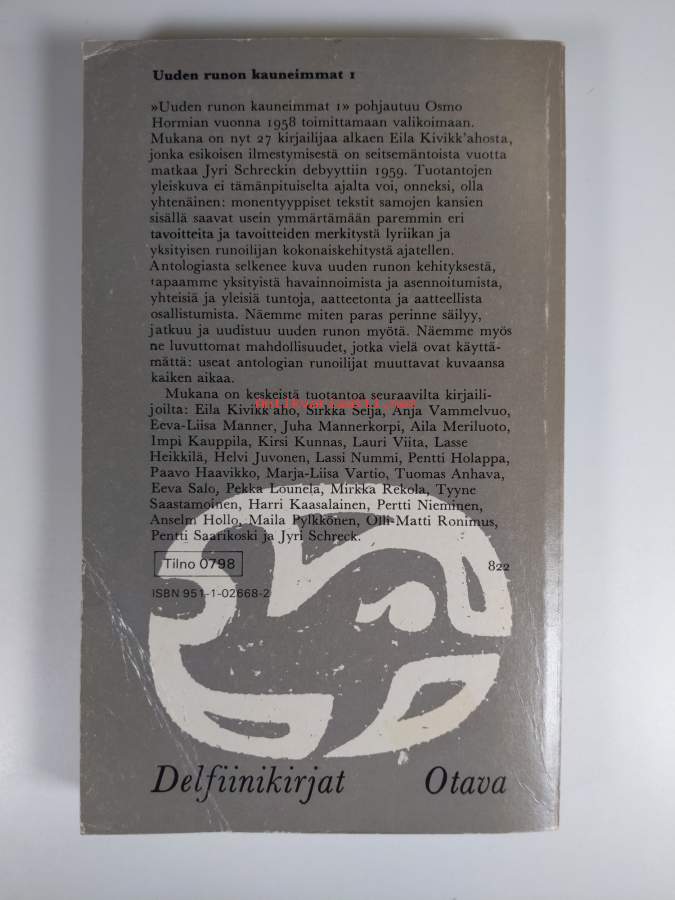 Uuden runon kauneimmat 1
»Uuden runon kauneimmat 1» pohjautuu Osmo
Hormian vuonna 1958 toimittamaan valikoimaan.
Mukana on nyt 27 kirjailijaa alkaen Eila Kivikk'ahosta,
jonka esikoisen ilmestymisestä on seitsemäntoista vuotta
matkaa Jyri Schreckin debyyttiin 1959. Tuotantojen
yleiskuva ei tämänpituiselta ajalta voi, onneksi, olla
yhtenäinen: monentyyppiset tekstit samojen kansien
sisällä saavat usein ymmärtämään paremmin eri
tavoitteita ja tavoitteiden merkitystä lyriikan ja
yksityisen runoilijan kokonaiskehitystä ajatellen.
Antologiasta selkenee kuva uuden runon kehityksestä,
tapaamme yksityistä havainnoimista ja asennoitumista,
yhteisiä ja yleisiä tuntoja, aatteetonta ja aatteellista
osallistumista. Näemme miten paras perinne säilyy,
jatkuu ja uudistuu uuden runon myötä. Näemme myös
ne luvuttomat mahdollisuudet, jotka vielä ovat käyttä-
mättä: useat antologian runoilijat muuttavat kuvaansa
kaiken aikaa.
Mukana on keskeistä tuotantoa seuraavilta kirjaili-
joilta: Eila Kivikk'aho, Sirkka Selja, Anja Vammelvuo,
Eeva-Liisa Manner, Juha Mannerkorpi, Aila Meriluoto,
Impi Kauppila, Kirsi Kunnas, Lauri Viita, Lasse
Heikkilä, Helvi Juvonen, Lassi Nummi, Pentti Holappa,
Paavo Haavikko, Marja-Liisa Vartio, Tuomas Anhava,
Eeva Salo, Pekka Lounela, Mirkka Rekola, Tyyne
Saastamoinen, Harri Kaasalainen, Pertti Nieminen,
Anselm Hollo, Maila Pylkkönen, Olli-Matti Ronimus,
Pentti Saarikoski ja Jyri Schreck.
Tilno 0798
822
ISBN 951-1-02668-2
Delfiinikirjat Otava